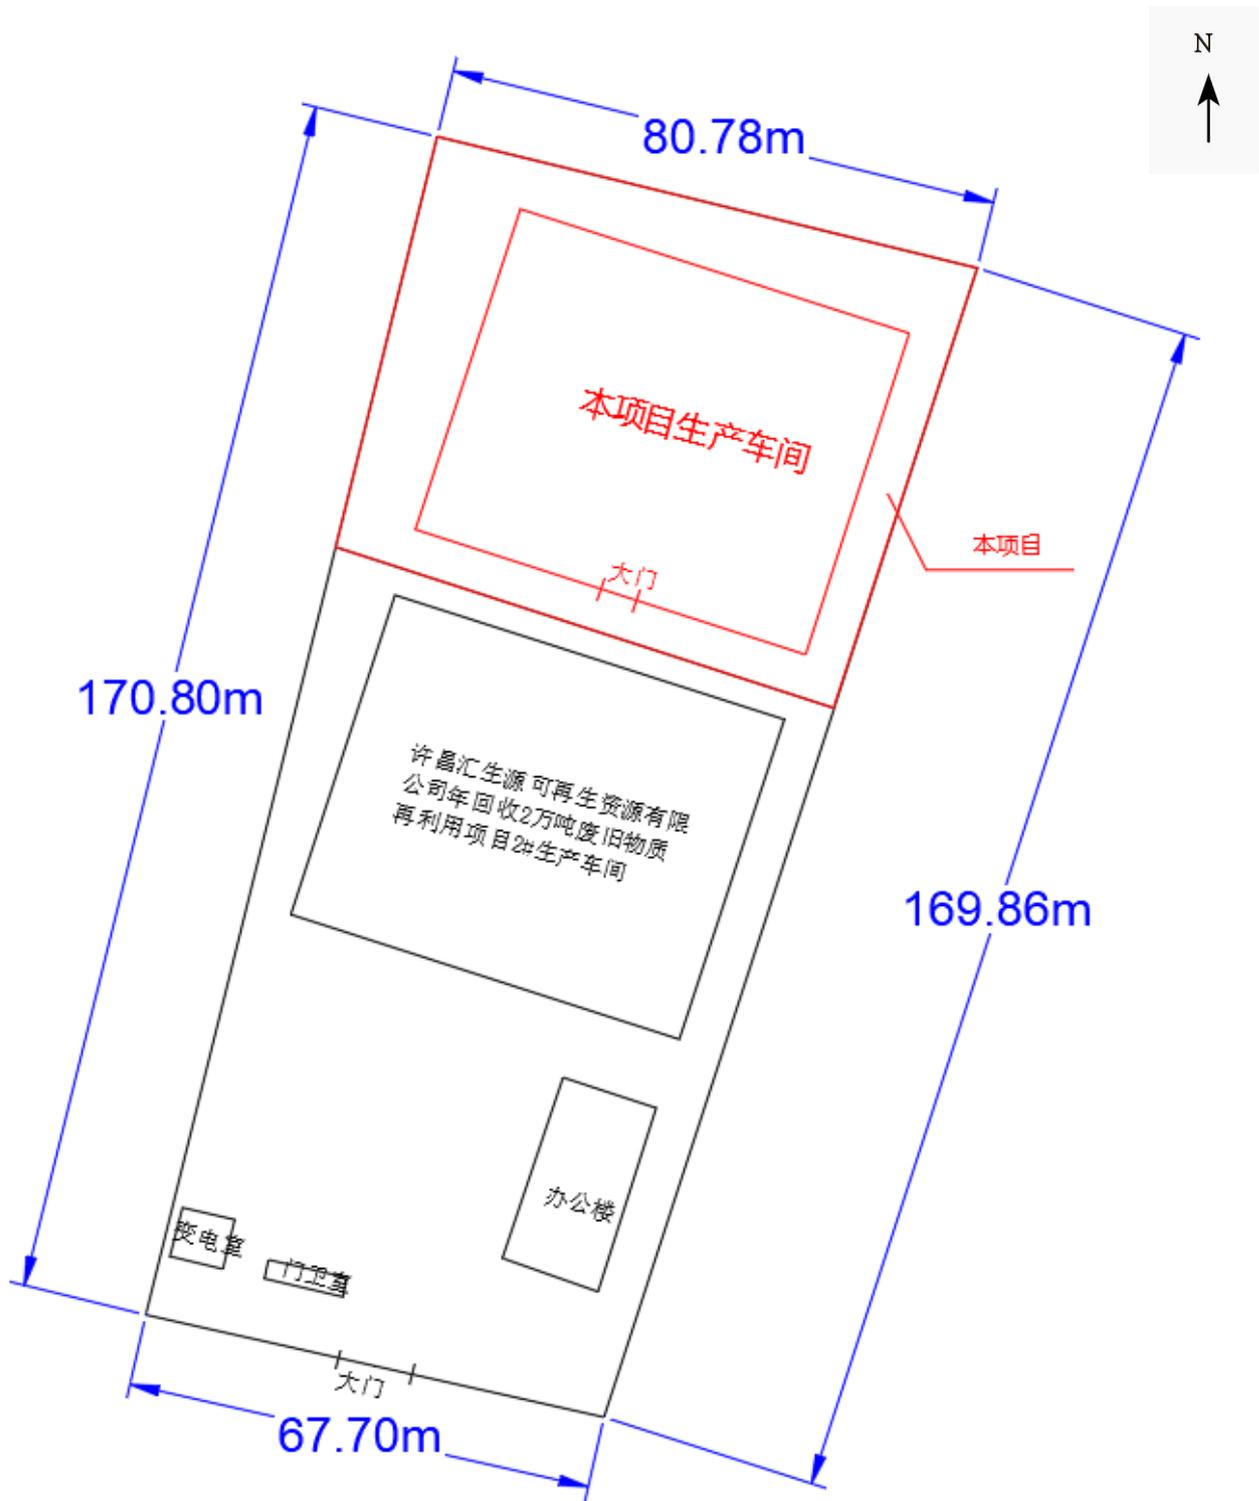 N
80.78m
本项目生产车间
本项目
大门
170.80m
许昌汇生源可再生资源有限
公司年回收2万吨废旧物质
再利用项目2#生产车间
169.86m
办公楼
变电室
门卫室
大门
67.70m